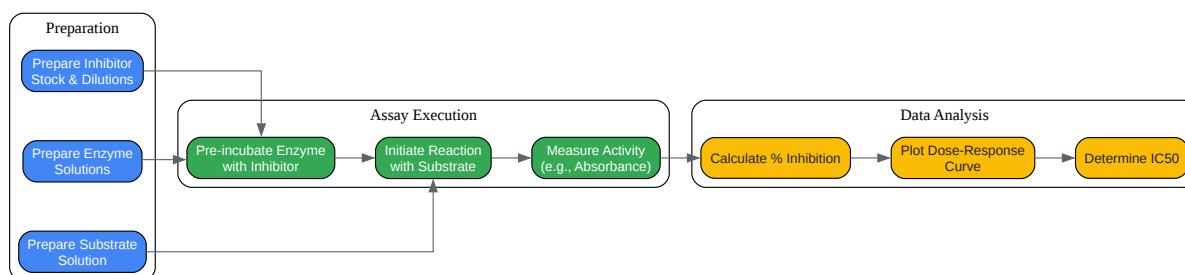 Preparation
Prepare Inhibitor
Stock & Dilutions
Prepare Enzyme
Solutions
Prepare Substrate
Solution
Assay Execution
Pre-incubate Enzyme
with Inhibitor
Initiate Reaction
with Substrate
Measure Activity
(e.g., Absorbance)
Data Analysis
Calculate % Inhibition
Plot Dose-Response
Curve
Determine IC50